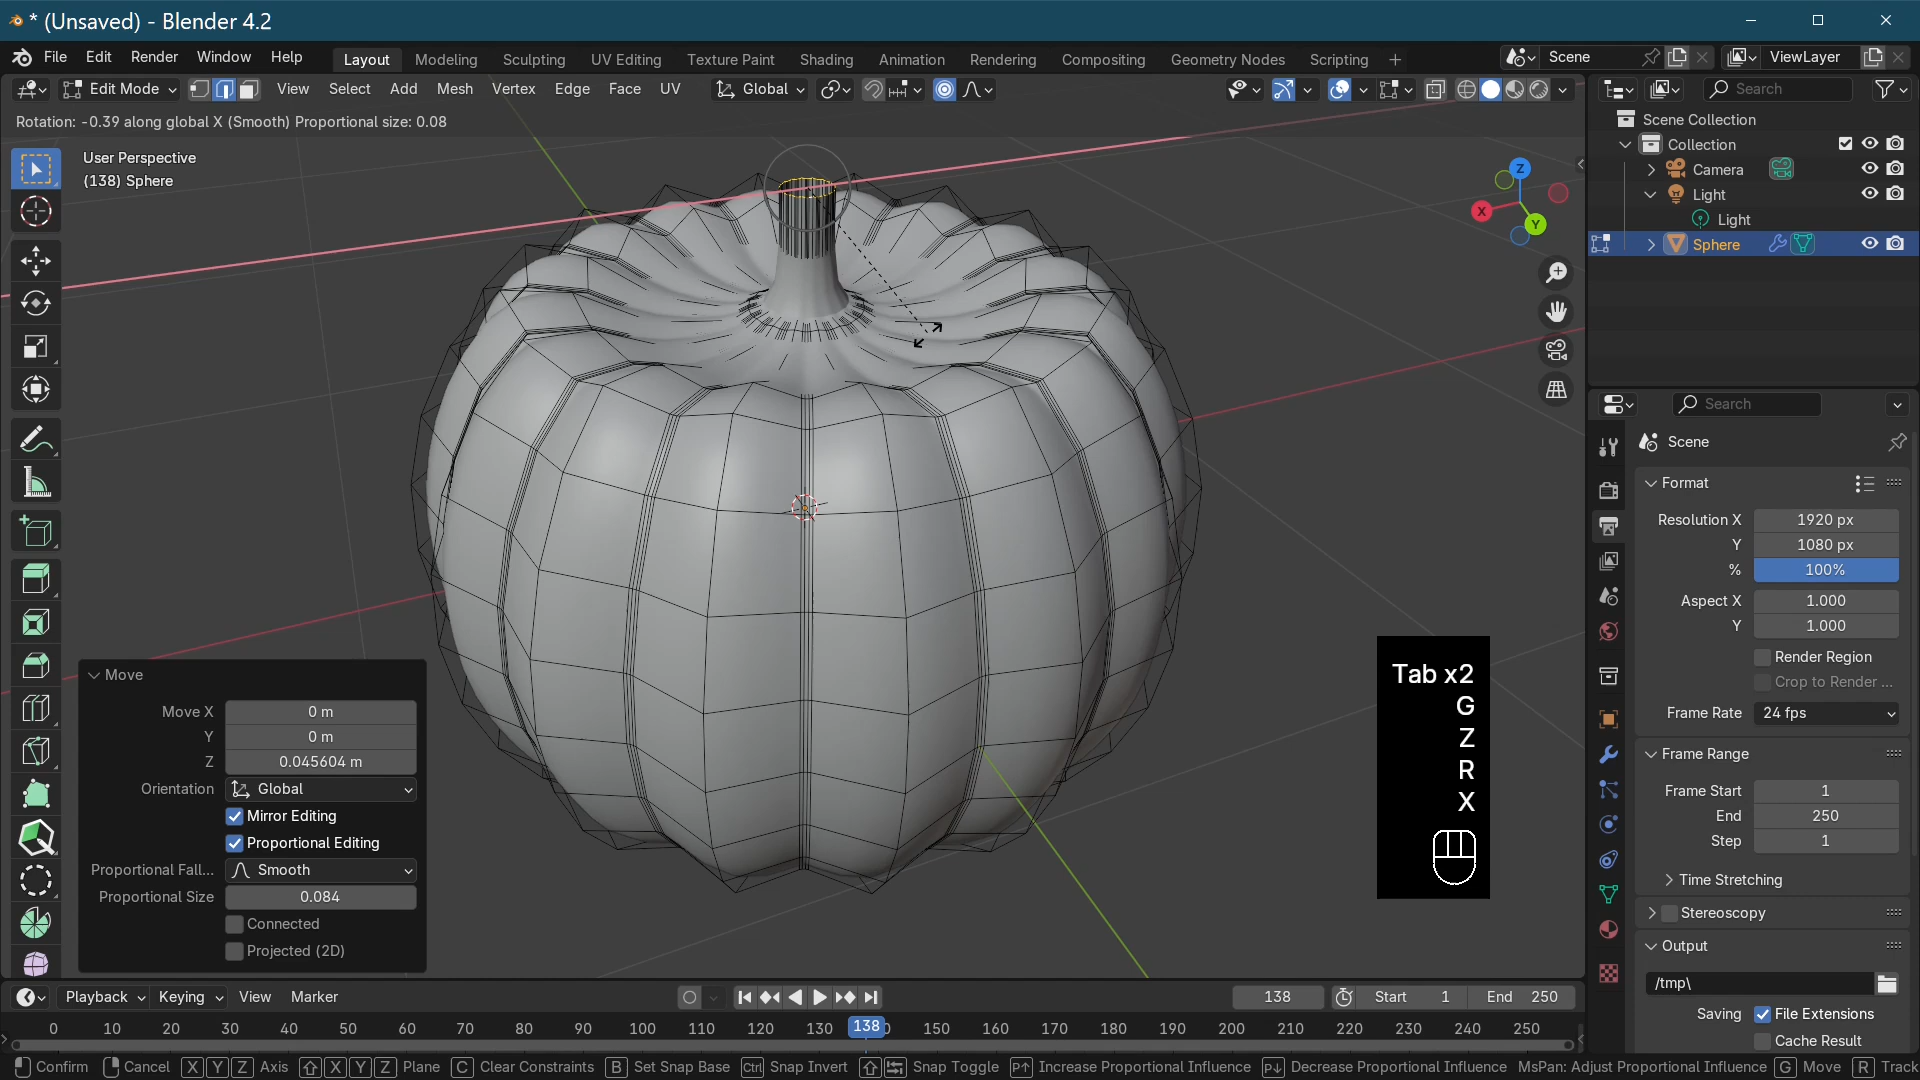 * (Unsaved) - Blender 4.2
File Edit Render Window Help Layout Modeling Sculpting UV Editing Texture Paint Shading Animation Rendering Compositing Geometry Nodes Scripting + Scene ViewLayer
Edit Mode View Select Add Mesh Vertex Edge Face UV Global Search
Rotation: -0.39 along global X (Smooth) Proportional size: 0.08
User Perspective
(138) Sphere
Z
X
Y
Scene Collection
Collection
Camera
Light
Light
Sphere
Search
Scene
Format
Resolution X 1920 px
Y 1080 px
% 100%
Aspect X 1.000
Y 1.000
Render Region
Crop to Render ...
Frame Rate 24 fps
Frame Range
Frame Start 1
End 250
Step 1
Time Stretching
Stereoscopy
Output
/tmp\
Saving File Extensions
Cache Result
Move
Move X 0 m
Y 0 m
Z 0.045604 m
Orientation Global
Mirror Editing
Proportional Editing
Proportional Fall... Smooth
Proportional Size 0.084
Connected
Projected (2D)
Tab x2
G
Z
R
X
Playback Keying View Marker 138 Start 1 End 250
0 10 20 30 40 50 60 70 80 90 100 110 120 130 138 150 160 170 180 190 200 210 220 230 240 250
Confirm Cancel X Y Z Axis X Y Z Plane C Clear Constraints B Set Snap Base Ctrl Snap Invert Snap Toggle P↑ Increase Proportional Influence P↓ Decrease Proportional Influence MsPan: Adjust Proportional Influence G Move R Track